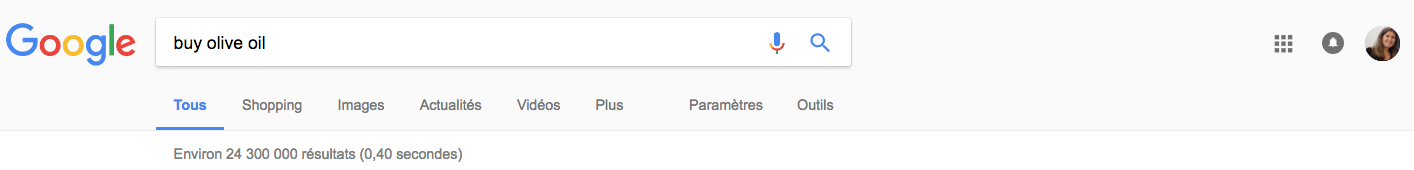 Google buy olive oil
Tous Shopping Images Actualités Vidéos Plus Paramètres Outils
Environ 24 300 000 résultats (0,40 secondes)